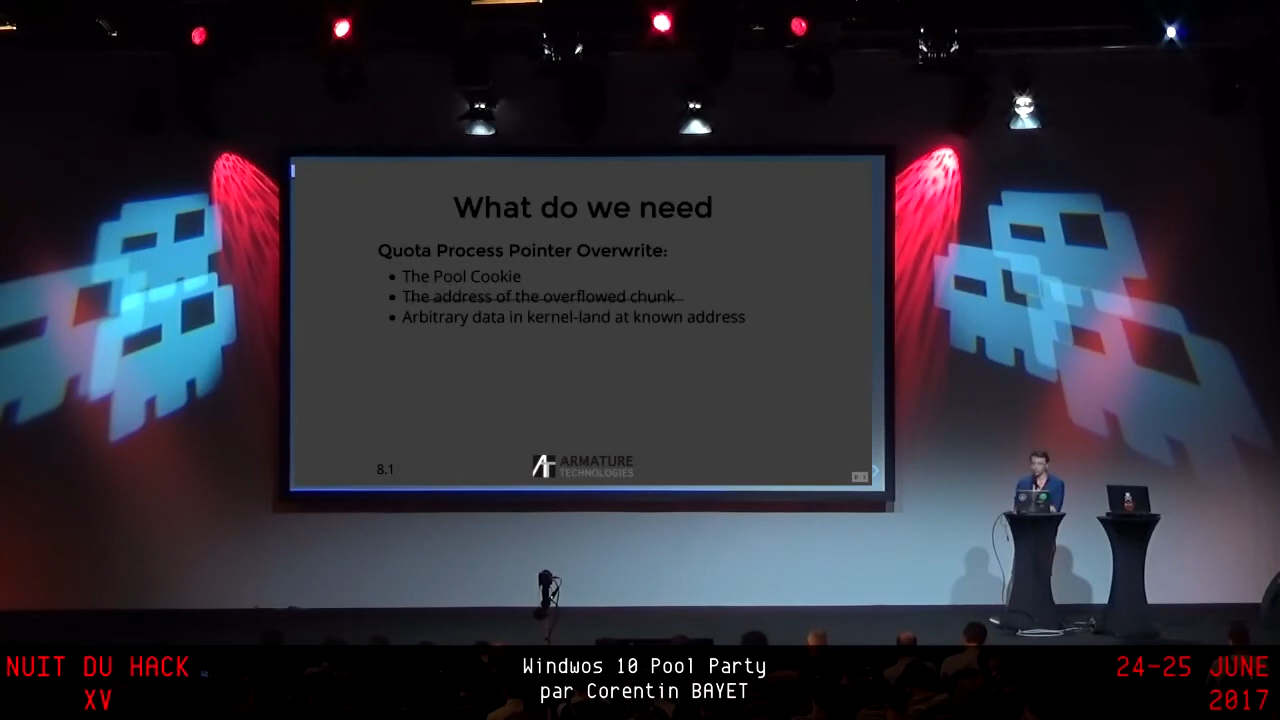 What do we need
Quota Process Pointer Overwrite:
The Pool Cookie
The address of the overflowed chunk
Arbitrary data in kernel-land at known address
8.1
ARMATURE
TECHNOLOGIES
NUIT DU HACK
XV
Windwos 10 Pool Party
par Corentin BAYET
24-25 JUNE
2017